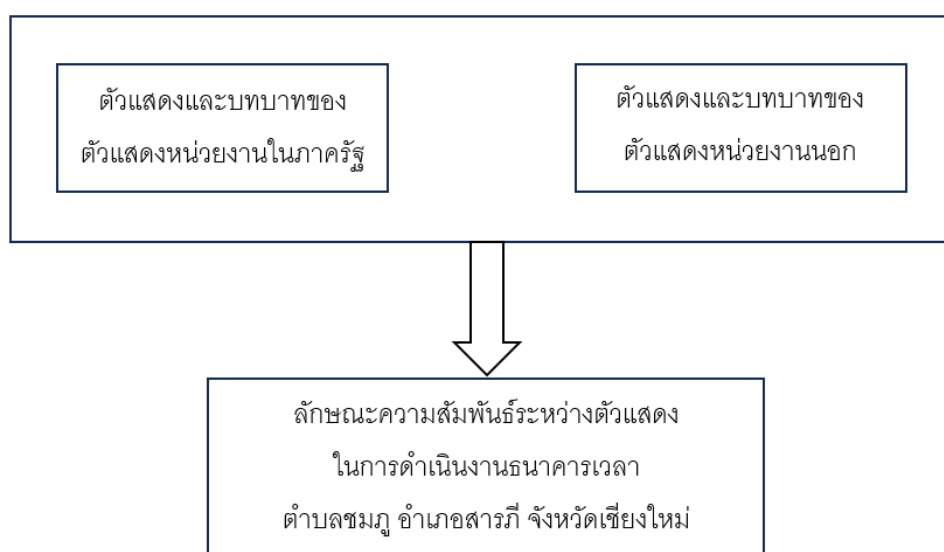 ตัวแสดงและบทบาทของ
ตัวแสดงหน่วยงานในภาครัฐ
ตัวแสดงและบทบาทของ
ตัวแสดงหน่วยงานนอก
ลักษณะความสัมพันธ์ระหว่างตัวแสดง
ในการดำเนินงานธนาคารเวลา
ตำบลชมภู อำเภอสารภี จังหวัดเชียงใหม่